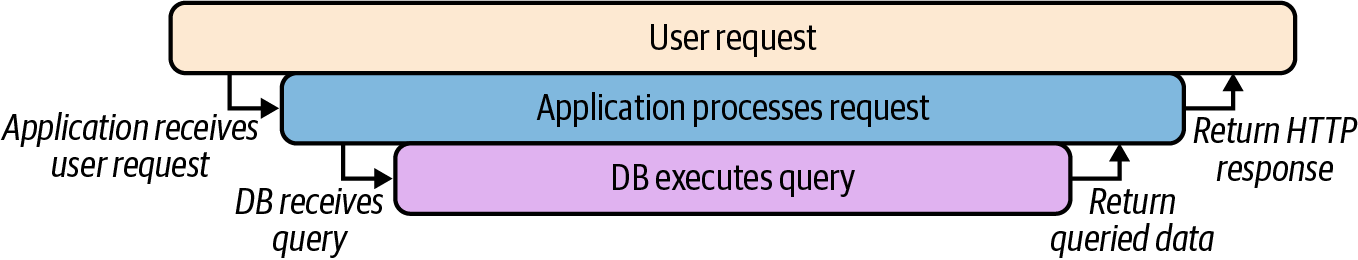 User request
Application processes request
Application receives
user request
Return HTTP
response
DB executes query
DB receives
query
Return
queried data